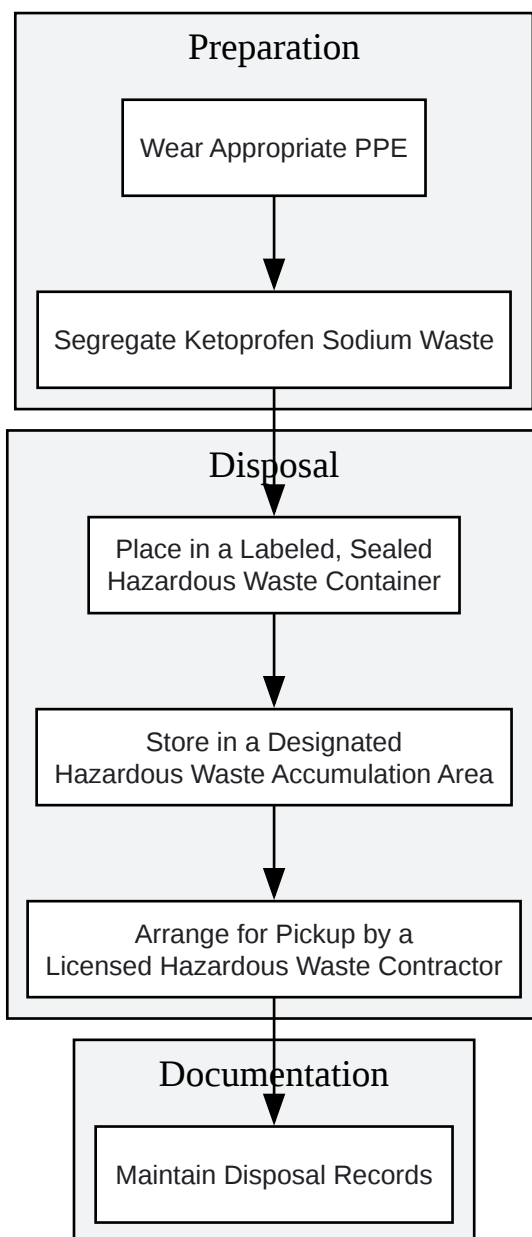 Preparation
Wear Appropriate PPE
Segregate Ketoprofen Sodium Waste
Disposal
Place in a Labeled, Sealed
Hazardous Waste Container
Store in a Designated
Hazardous Waste Accumulation Area
Arrange for Pickup by a
Licensed Hazardous Waste Contractor
Documentation
Maintain Disposal Records